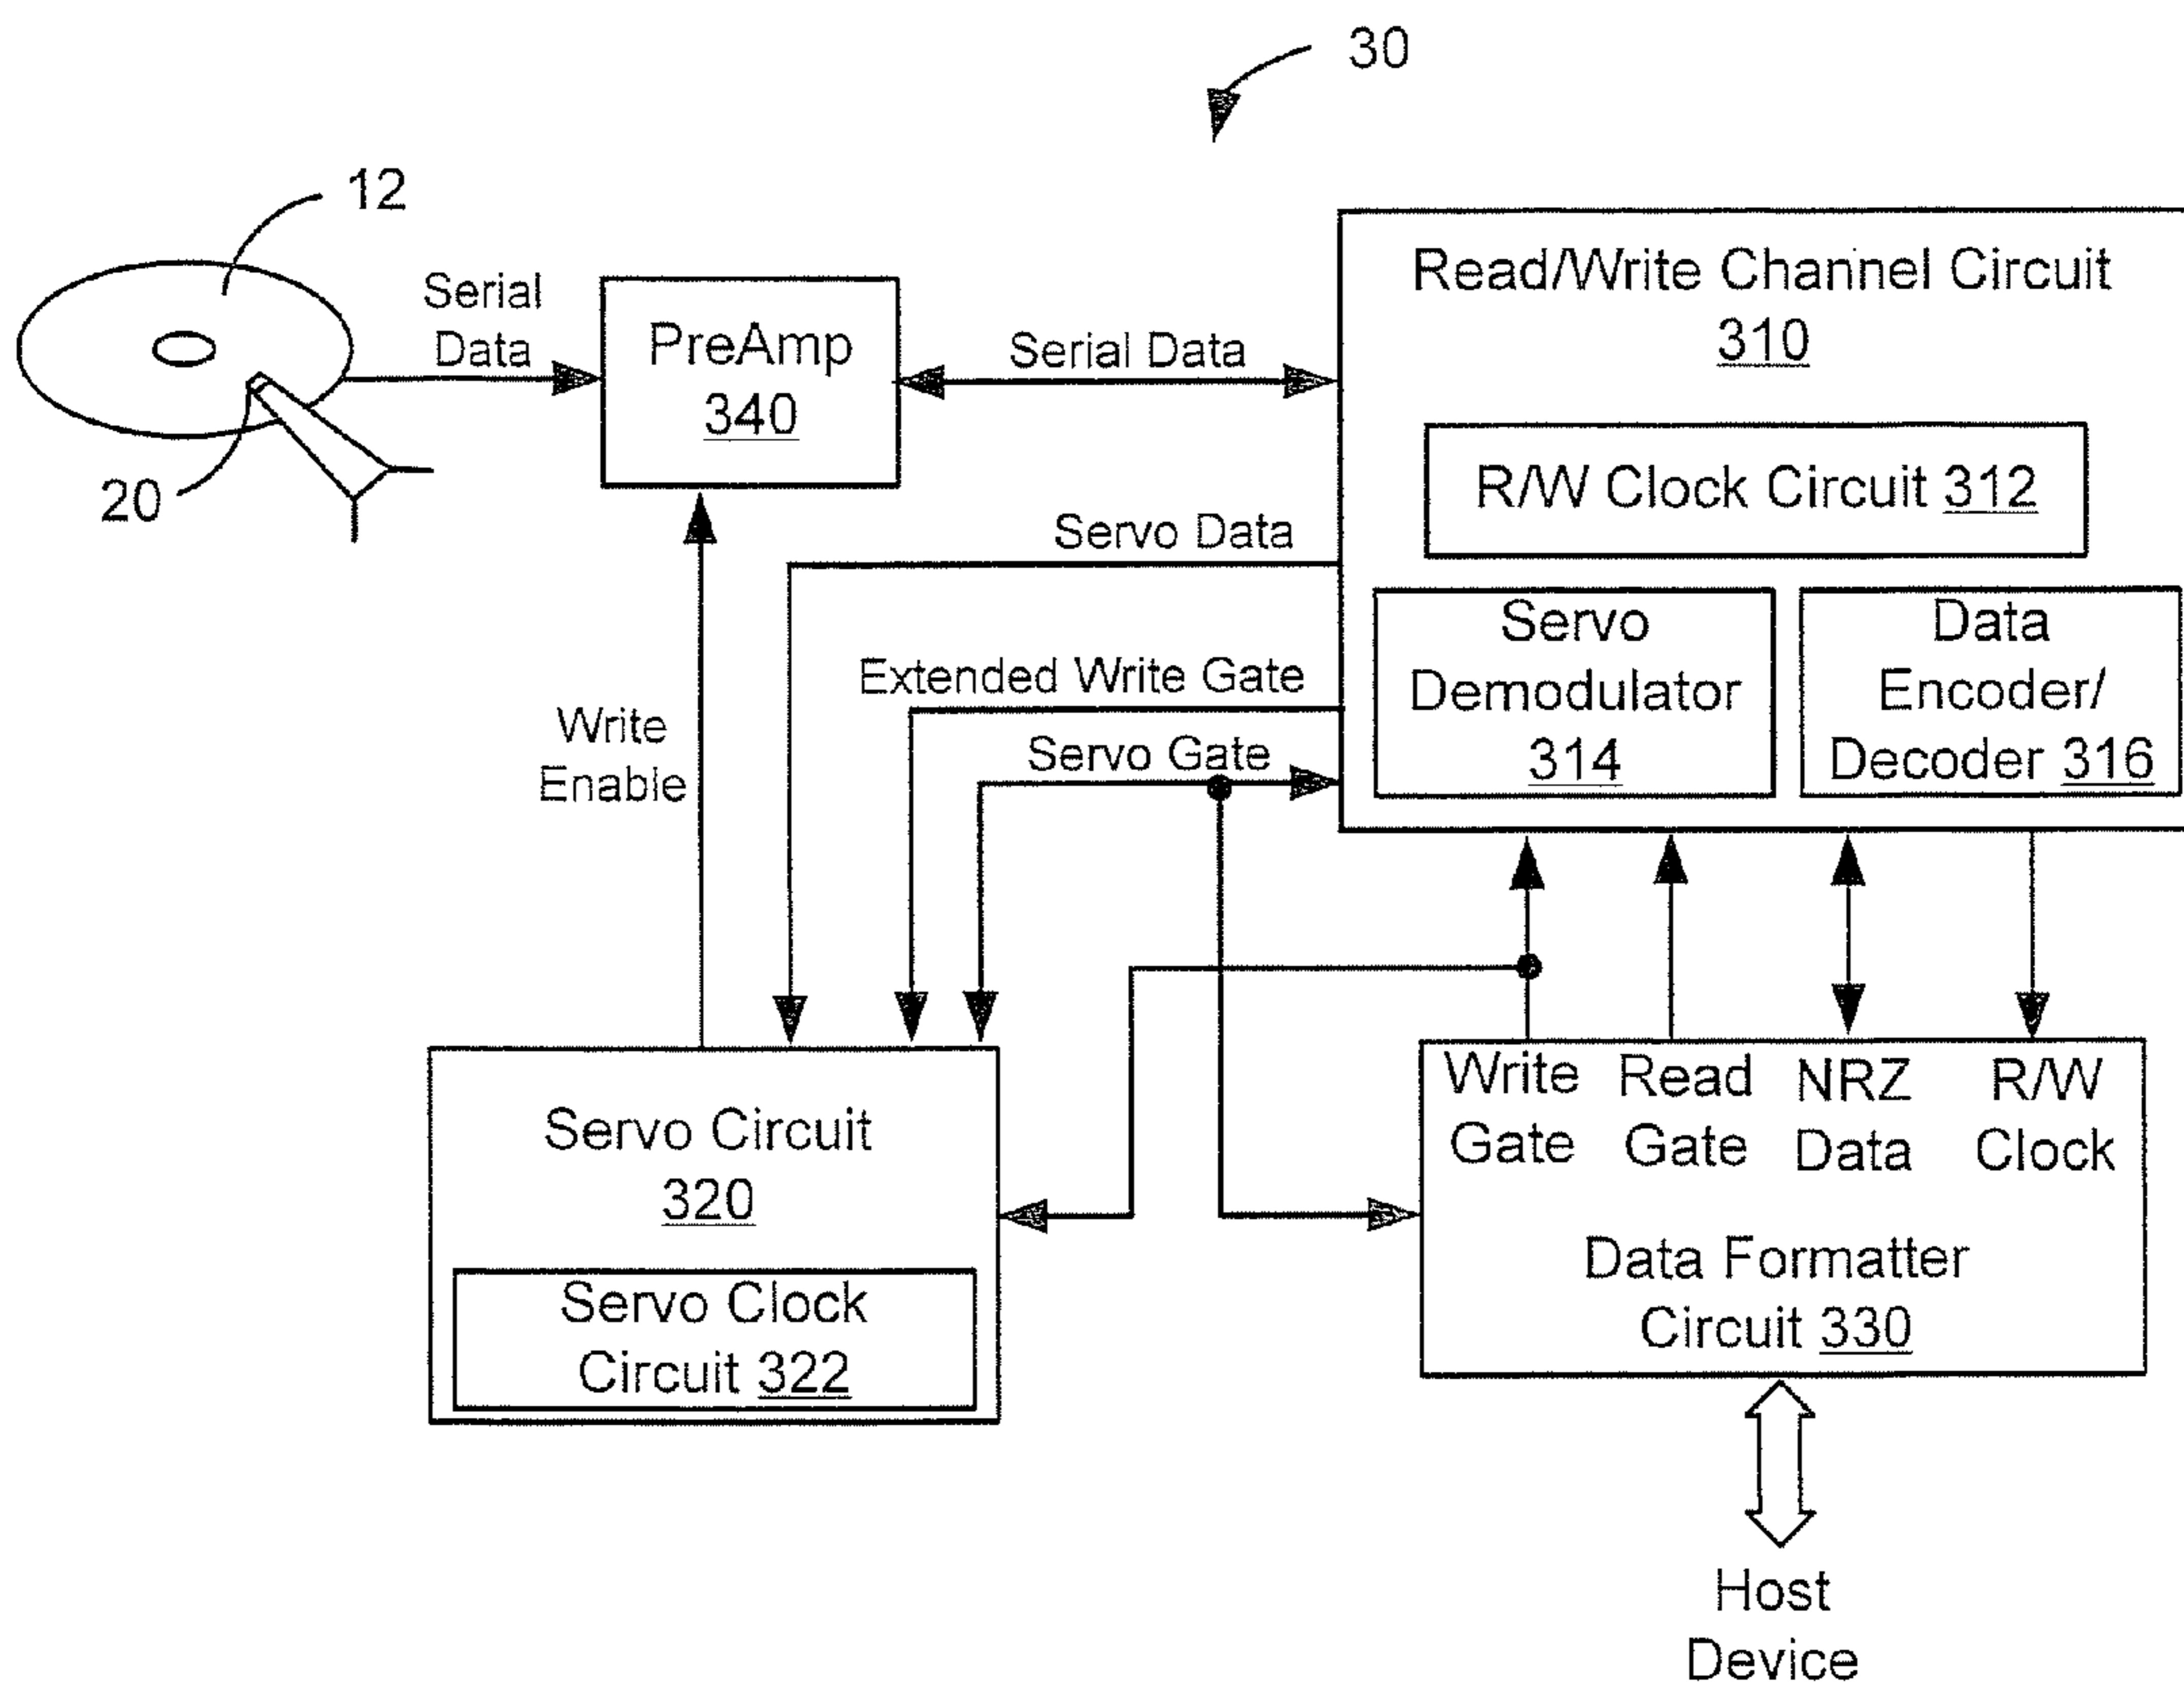 30
12
Serial
Data
20
PreAmp
340
Serial Data
Read/Write Channel Circuit
310
R/W Clock Circuit 312
Servo
Demodulator
314
Data
Encoder/
Decoder 316
Servo Data
Extended Write Gate
Servo Gate
Write
Enable
Servo Circuit
320
Servo Clock
Circuit 322
Write
Gate
Read
Gate
NRZ
Data
R/W
Clock
Data Formatter
Circuit 330
Host
Device